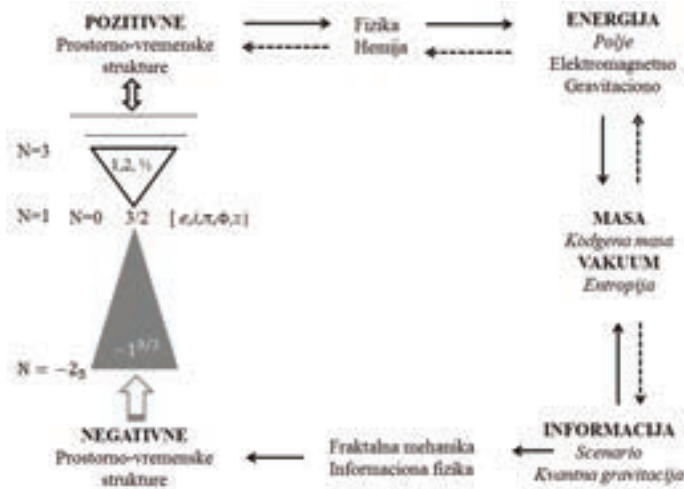 POZITIVNE
Prostorno-vremenske
strukture
Fizika
Hemija
ENERGIJA
Polje
Elektromagnetno
Gravitaciono
N=3
1,2, ½
N=1 N=0 3/2 [e,i,π,Φ,z]
MASA
Kodgena masa
VAKUUM
Entropija
N = −2₃
NEGATIVNE
Prostorno-vremenske
strukture
Fraktalna mehanika
Informaciona fizika
INFORMACIJA
Scenario
Kvantna gravitacija